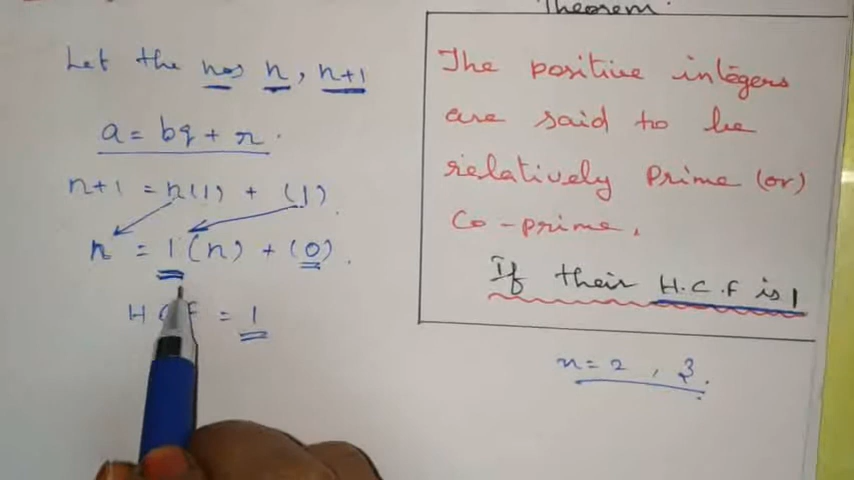 Theorem.
Let the nos n, n+1
a = bq + r.
n+1 = n(1) + (1).
n = 1(n) + (0).
HCF = 1
The positive integers
are said to be
relatively prime (or)
Co-prime,
If their H.C.F is 1
n = 2, 3.